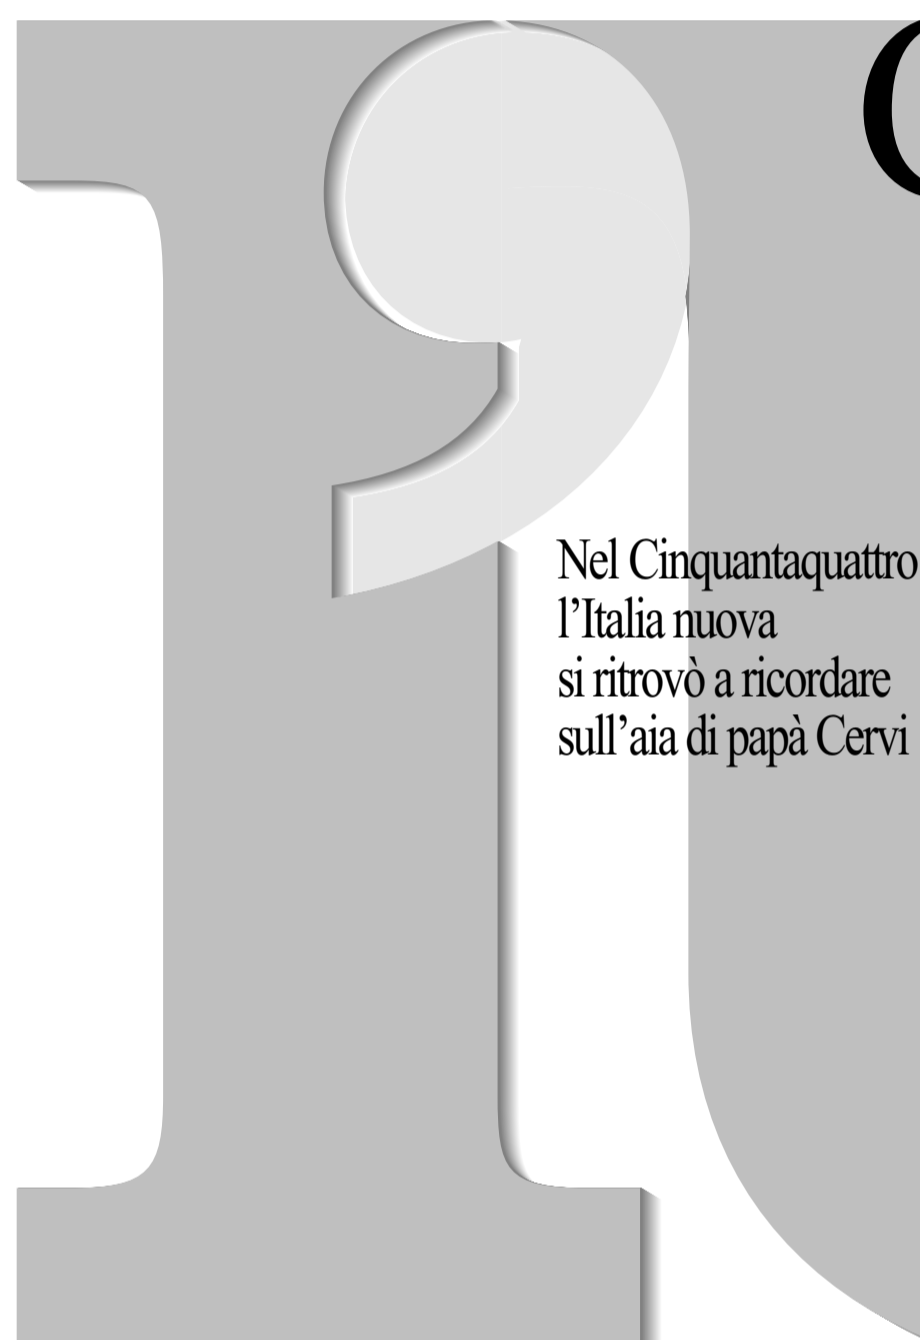 l’
Nel Cinquantaquattro
l’Italia nuova
si ritrovò a ricordare
sull’aia di papà Cervi